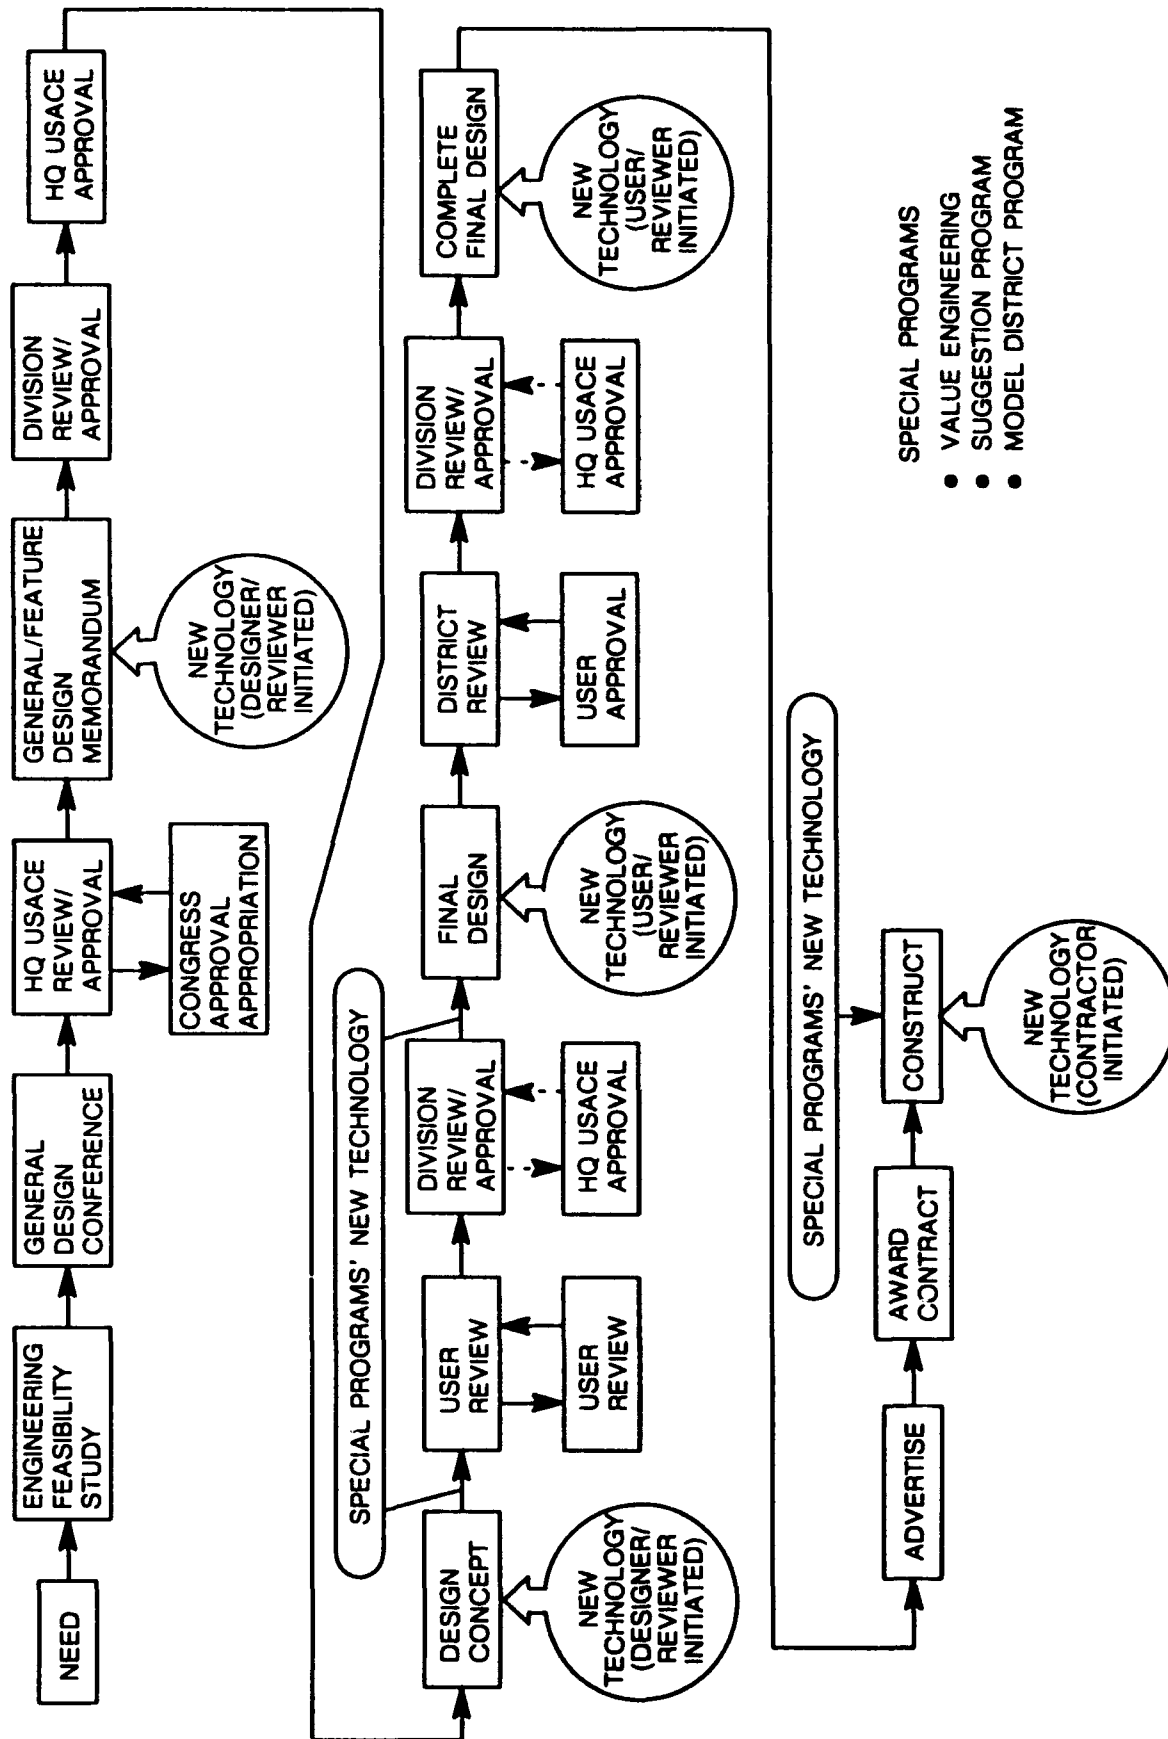 NEED
ENGINEERING
FEASIBILITY
STUDY
GENERAL
DESIGN
CONFERENCE
HQ USACE
REVIEW/
APPROVAL
CONGRESS
APPROVAL
APPROPRIATION
GENERAL/FEATURE
DESIGN
MEMORANDUM
NEW
TECHNOLOGY
(DESIGNER/
REVIEWER
INITIATED)
DIVISION
REVIEW/
APPROVAL
HQ USACE
APPROVAL
SPECIAL PROGRAMS' NEW TECHNOLOGY
DESIGN
CONCEPT
NEW
TECHNOLOGY
(DESIGNER/
REVIEWER
INITIATED)
USER
REVIEW
USER
REVIEW
DIVISION
REVIEW/
APPROVAL
HQ USACE
APPROVAL
FINAL
DESIGN
NEW
TECHNOLOGY
(USER/
REVIEWER
INITIATED)
DISTRICT
REVIEW
USER
APPROVAL
DIVISION
REVIEW/
APPROVAL
HQ USACE
APPROVAL
COMPLETE
FINAL DESIGN
NEW
TECHNOLOGY
(USER/
REVIEWER
INITIATED)
SPECIAL PROGRAMS' NEW TECHNOLOGY
ADVERTISE
AWARD
CONTRACT
CONSTRUCT
NEW
TECHNOLOGY
(CONTRACTOR
INITIATED)
SPECIAL PROGRAMS
● VALUE ENGINEERING
● SUGGESTION PROGRAM
● MODEL DISTRICT PROGRAM